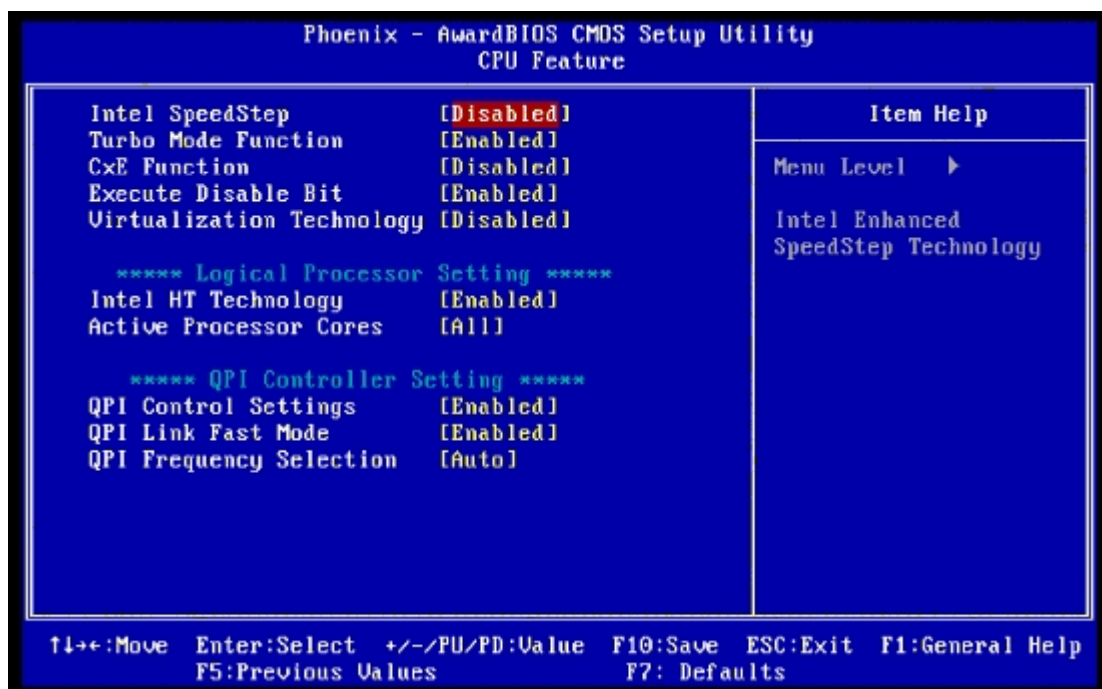 Phoenix - AwardBIOS CMOS Setup Utility
CPU Feature
Intel SpeedStep [Disabled]
Turbo Mode Function [Enabled]
CxE Function [Disabled]
Execute Disable Bit [Enabled]
Virtualization Technology [Disabled]
***** Logical Processor Setting *****
Intel HT Technology [Enabled]
Active Processor Cores [All]
***** QPI Controller Setting *****
QPI Control Settings [Enabled]
QPI Link Fast Mode [Enabled]
QPI Frequency Selection [Auto]
Item Help
Menu Level ▶
Intel Enhanced
SpeedStep Technology
↑↓→←:Move Enter:Select +/-/PU/PD:Value F10:Save ESC:Exit F1:General Help
F5:Previous Values F7: Defaults